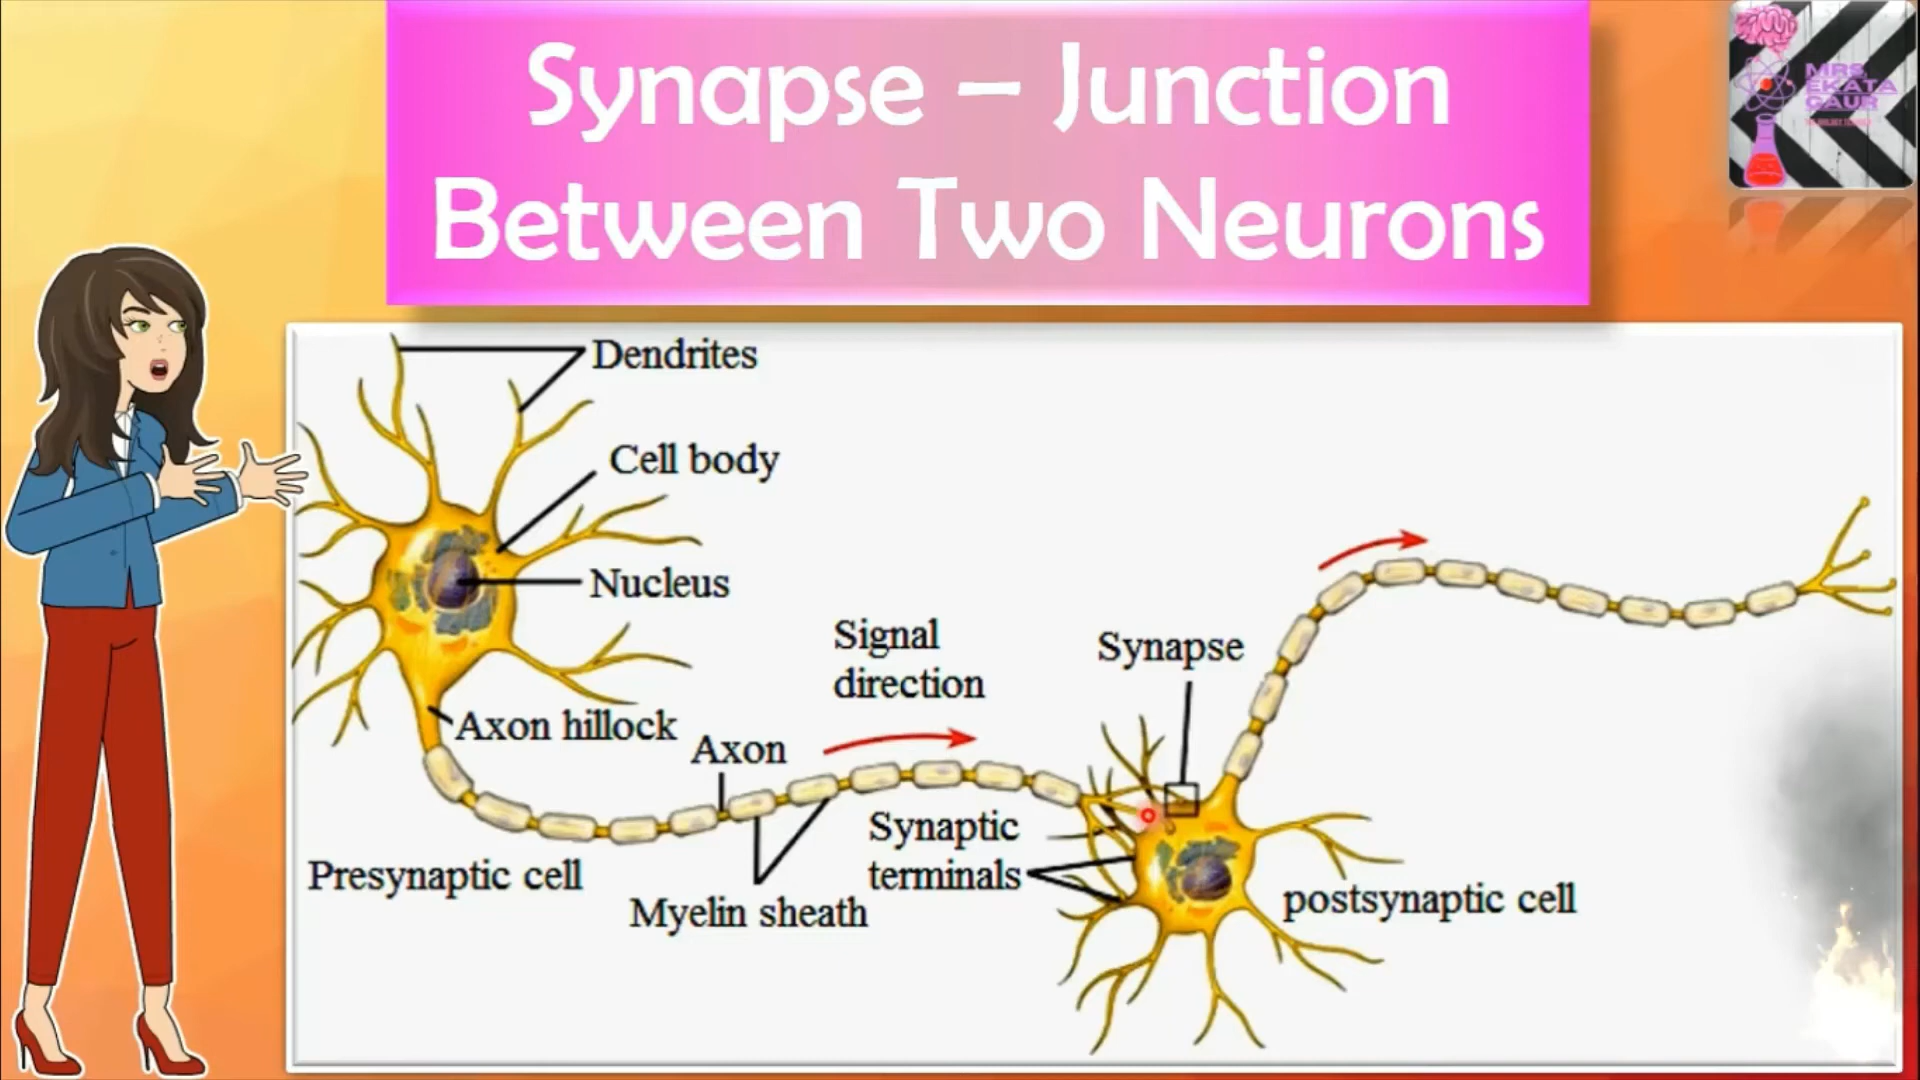 Synapse – Junction
Between Two Neurons
MRS
EKATA
GAUR
Dendrites
Cell body
Nucleus
Signal
direction
Synapse
Axon hillock
Axon
Synaptic
terminals
Presynaptic cell
Myelin sheath
postsynaptic cell